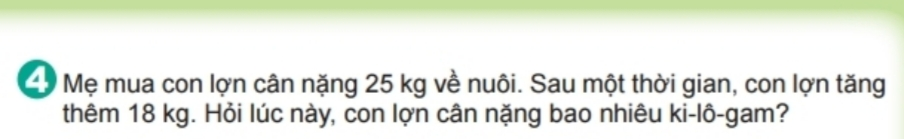 4 Mẹ mua con lợn cân nặng 25 kg về nuôi. Sau một thời gian, con lợn tăng
thêm 18 kg. Hỏi lúc này, con lợn cân nặng bao nhiêu ki-lô-gam?